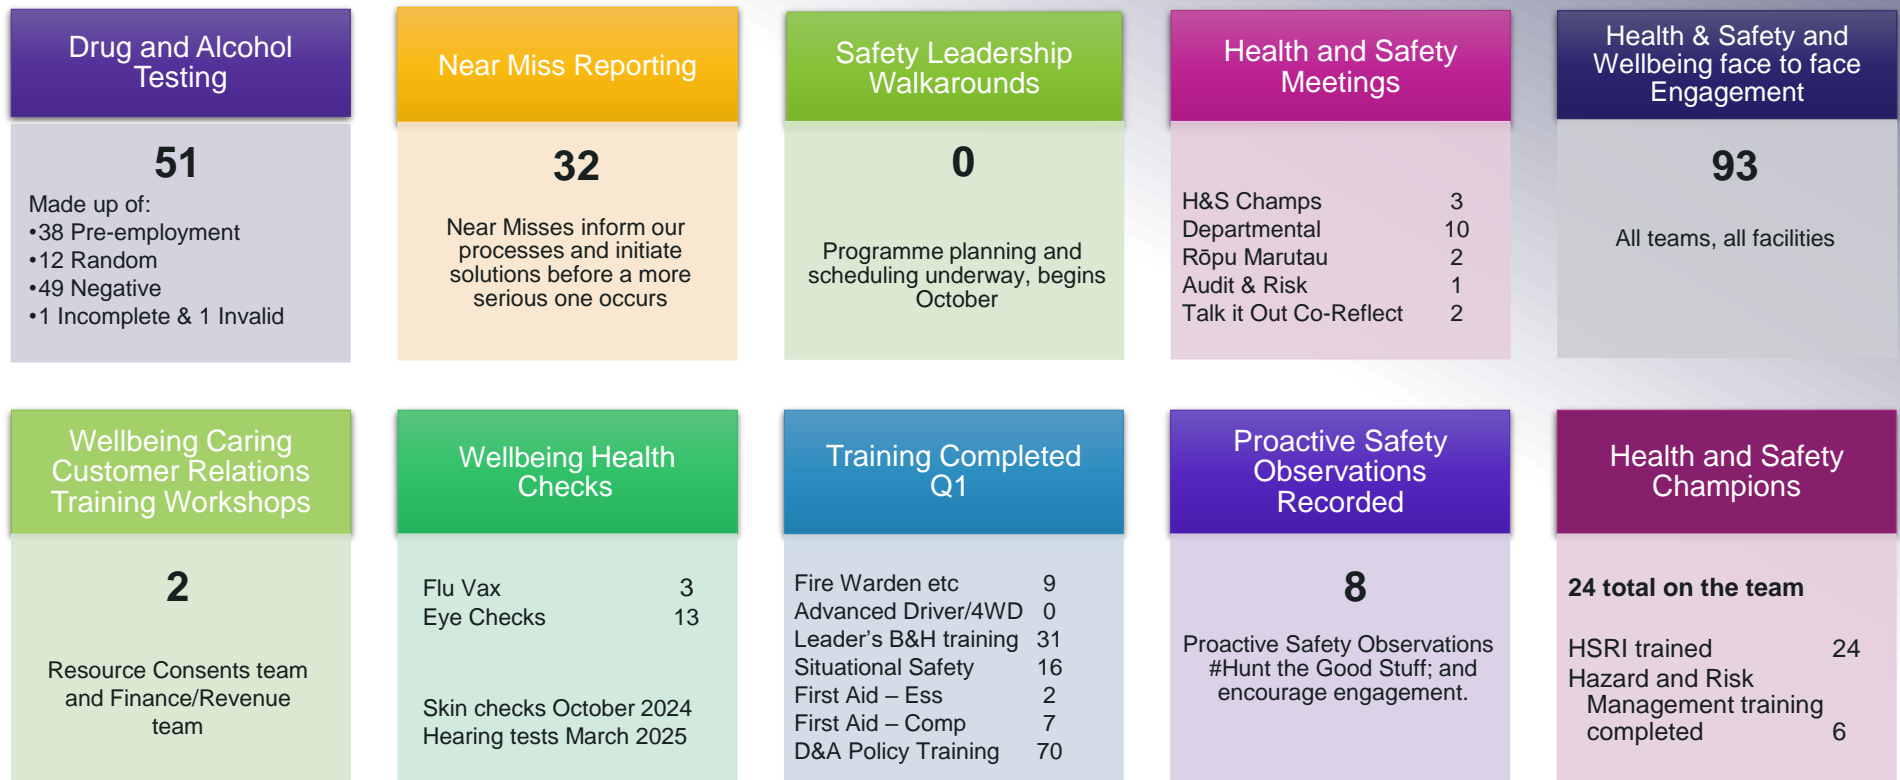 Drug and Alcohol
Testing
51
Made up of:
•38 Pre-employment
•12 Random
•49 Negative
•1 Incomplete & 1 Invalid
Near Miss Reporting
32
Near Misses inform our
processes and initiate
solutions before a more
serious one occurs
Safety Leadership
Walkarounds
0
Programme planning and
scheduling underway, begins
October
Health and Safety
Meetings
H&S Champs 3
Departmental 10
Rōpu Marutau 2
Audit & Risk 1
Talk it Out Co-Reflect 2
Health & Safety and
Wellbeing face to face
Engagement
93
All teams, all facilities
Wellbeing Caring
Customer Relations
Training Workshops
2
Resource Consents team
and Finance/Revenue
team
Wellbeing Health
Checks
Flu Vax 3
Eye Checks 13
Skin checks October 2024
Hearing tests March 2025
Training Completed
Q1
Fire Warden etc 9
Advanced Driver/4WD 0
Leader's B&H training 31
Situational Safety 16
First Aid – Ess 2
First Aid – Comp 7
D&A Policy Training 70
Proactive Safety
Observations
Recorded
8
Proactive Safety Observations
#Hunt the Good Stuff; and
encourage engagement.
Health and Safety
Champions
24 total on the team
HSRI trained 24
Hazard and Risk
Management training
completed 6